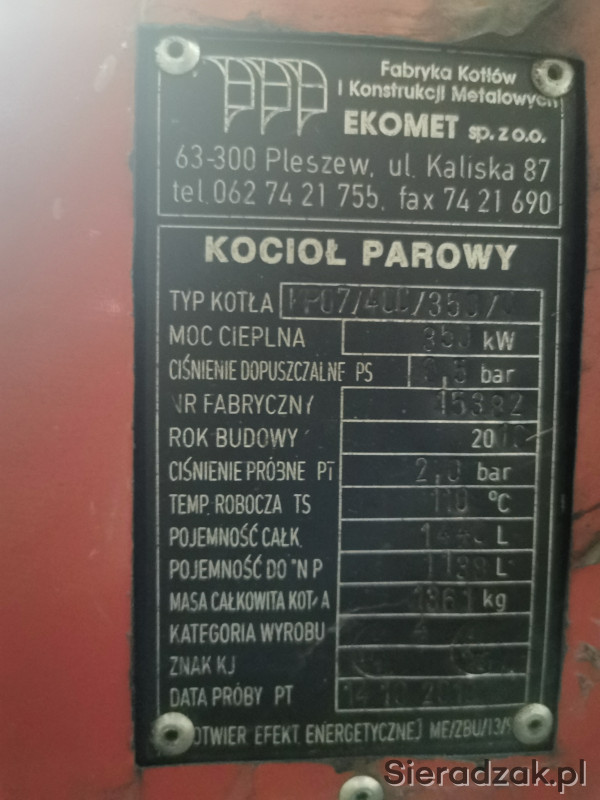 Fabryka Kotłów
i Konstrukcji Metalowych
EKOMET sp. z o.o.
63-300 Pleszew, ul. Kaliska 87
tel. 062 74 21 755, fax 74 21 690
KOCIOŁ PAROWY
TYP KOTŁA
MOC CIEPLNA kW
CIŚNIENIE DOPUSZCZALNE PS bar
NR FABRYCZNY 15392
ROK BUDOWY
CIŚNIENIE PRÓBNE PT bar
TEMP. ROBOCZA TS 110 °C
POJEMNOŚĆ CAŁK. L
POJEMNOŚĆ DO N P L
MASA CAŁKOWITA KOTŁA 1361 kg
KATEGORIA WYROBU
ZNAK KJ
DATA PRÓBY PT
EFEKT. ENERGETYCZNEJ
Sieradzak.pl